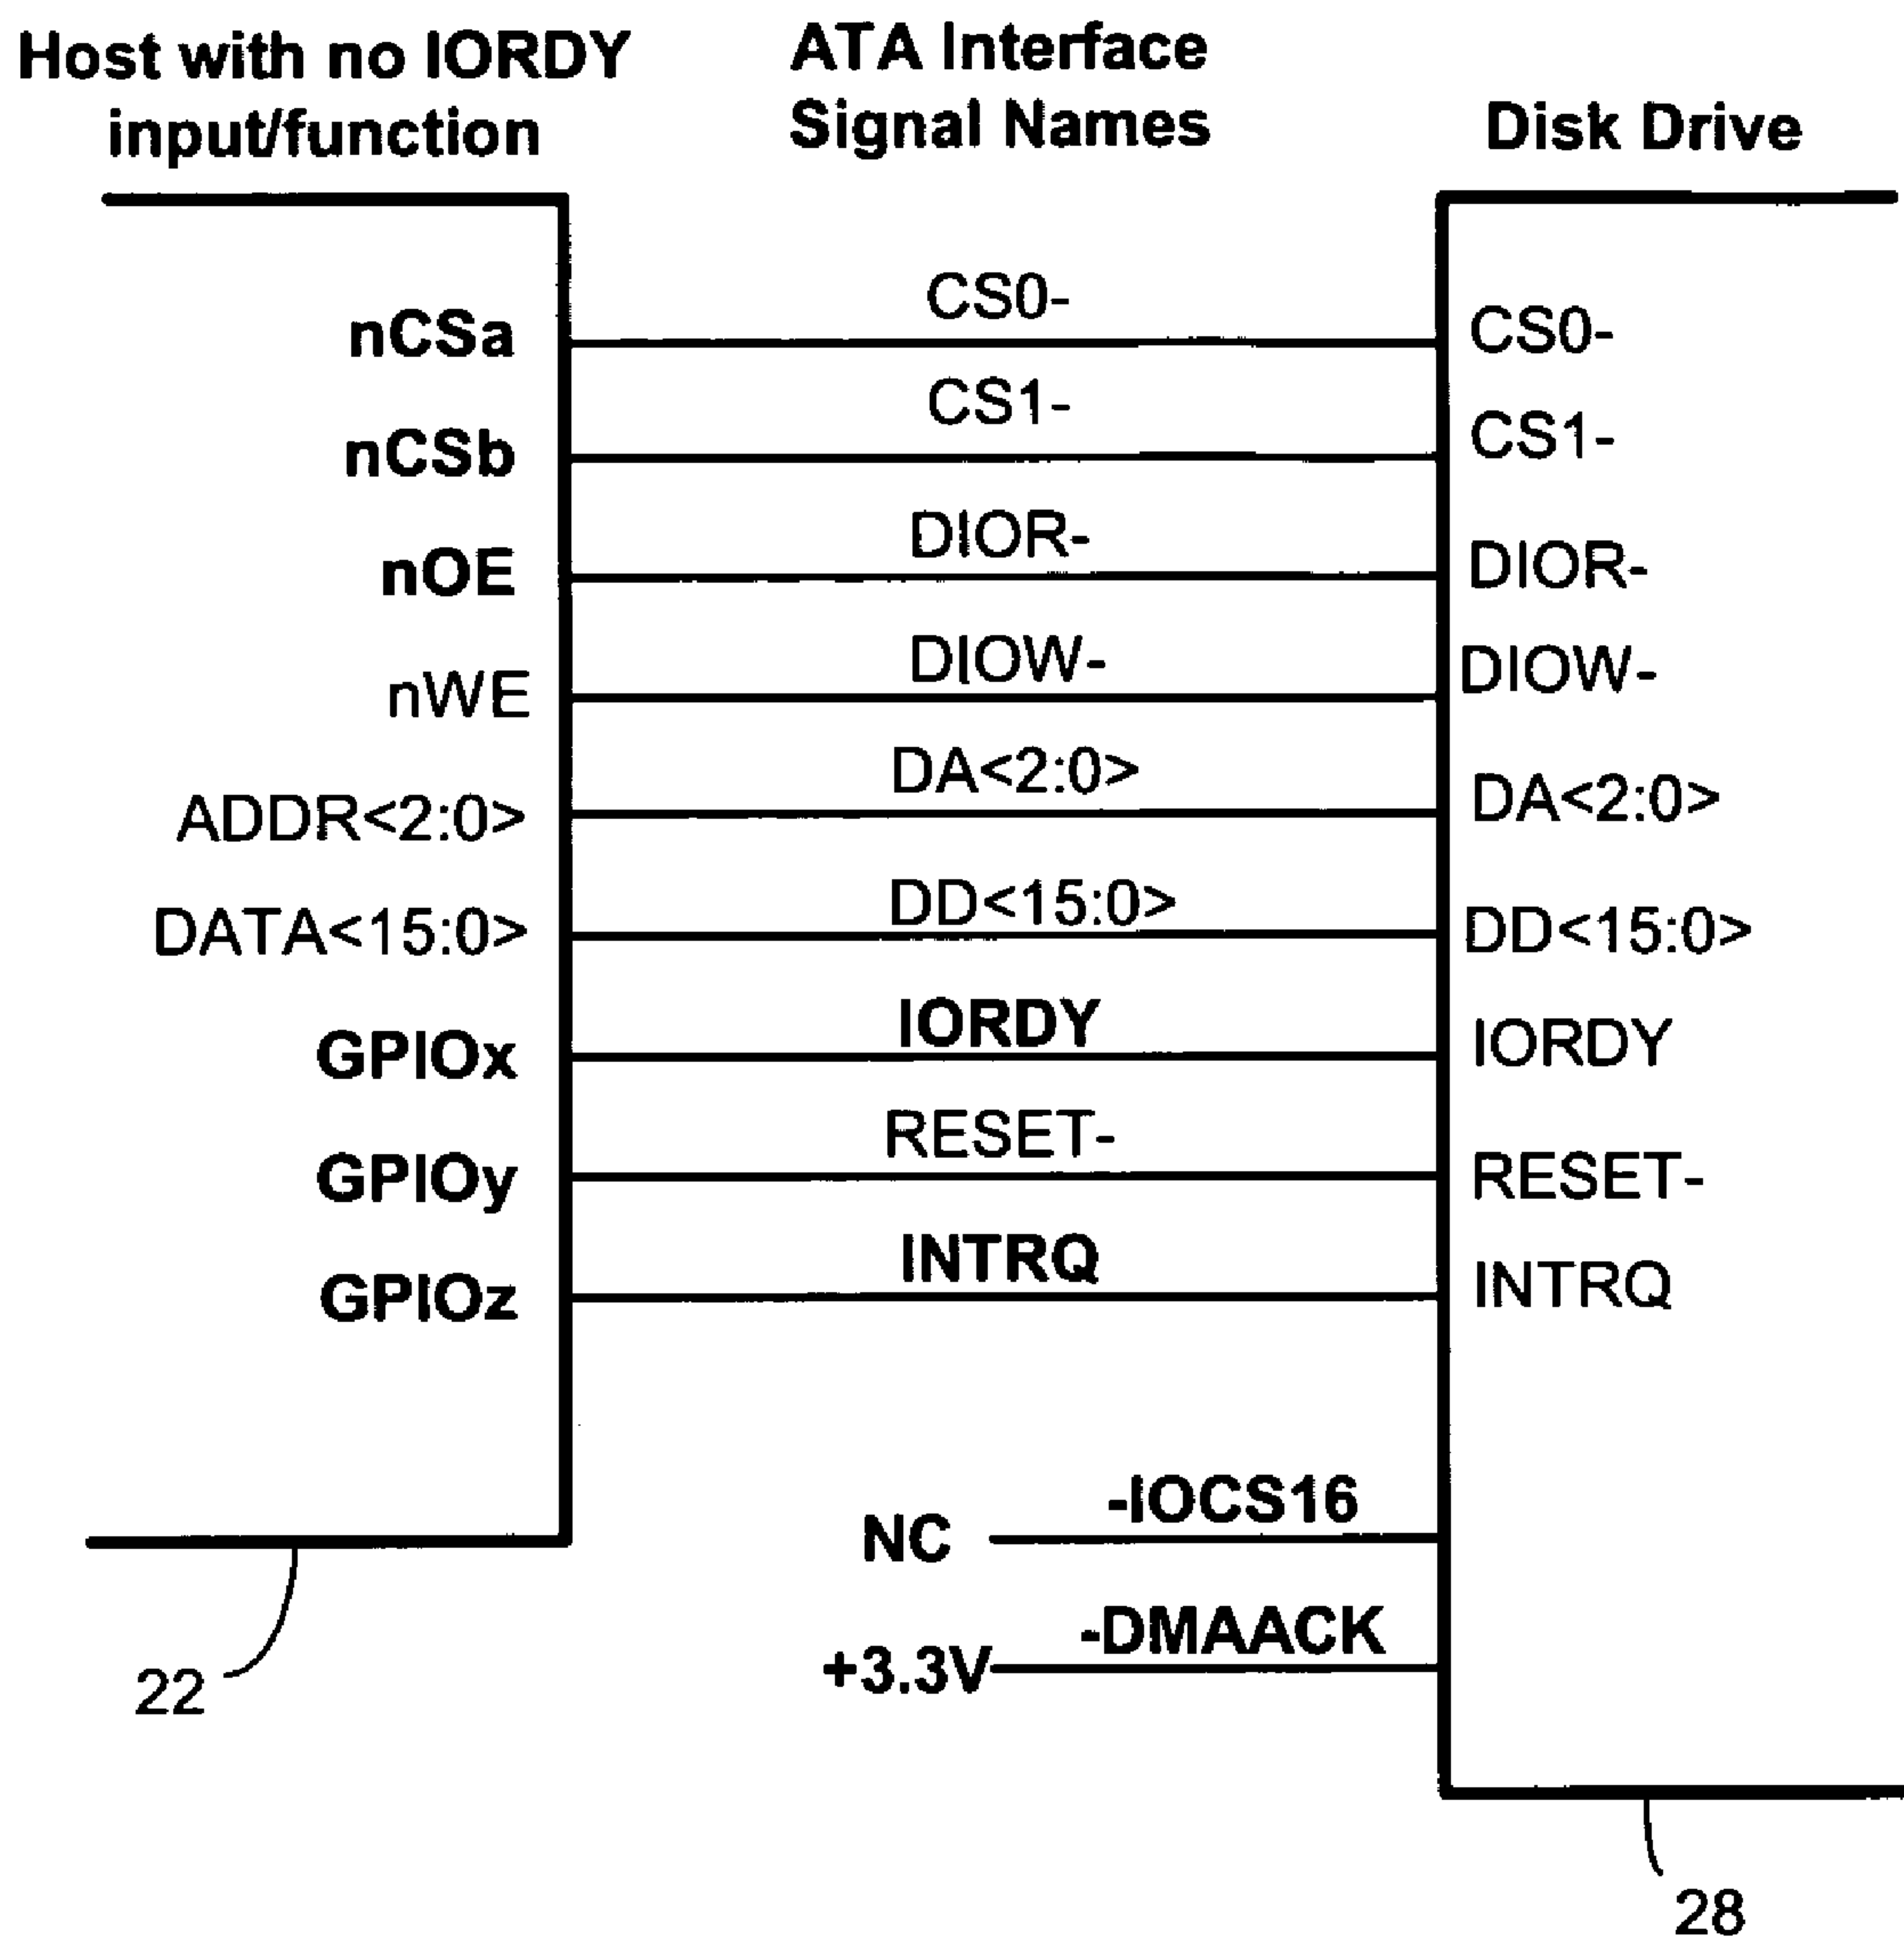 Host with no IORDY
input/function
ATA Interface
Signal Names
Disk Drive
nCSa
CS0-
CS0-
nCSb
CS1-
CS1-
nOE
DIOR-
DIOR-
nWE
DIOW-
DIOW-
ADDR<2:0>
DA<2:0>
DA<2:0>
DATA<15:0>
DD<15:0>
DD<15:0>
GPIOx
IORDY
IORDY
GPIOy
RESET-
RESET-
GPIOz
INTRQ
INTRQ
NC
-IOCS16
+3.3V
-DMAACK
22
28